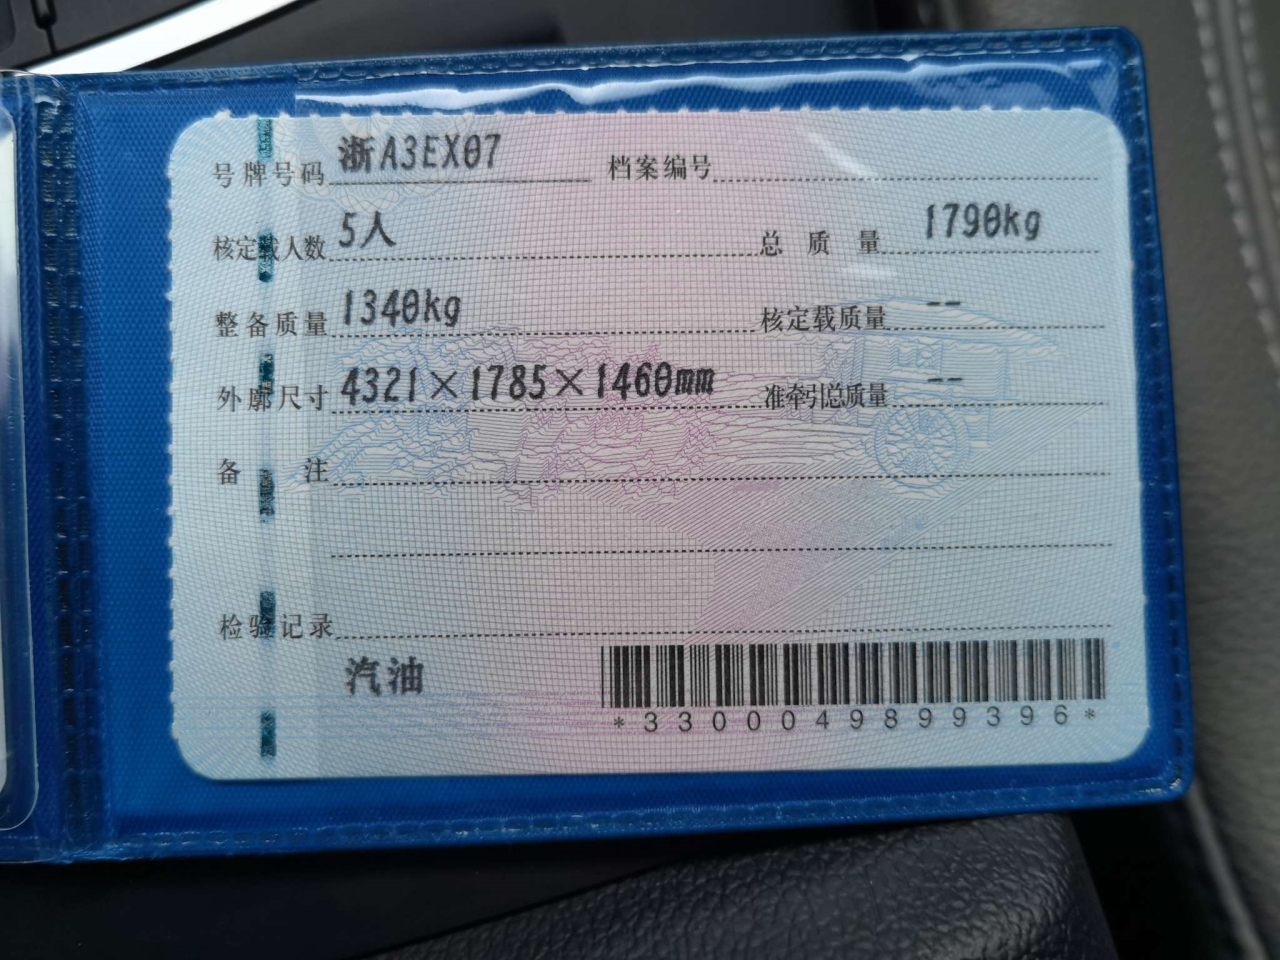 号牌号码 浙A3EX07 档案编号
核定载人数 5人 总质量 1790kg
整备质量 1340kg 核定载质量 --
外廓尺寸 4321×1785×1460mm 准牵引总质量 --
备注
检验记录
汽油
*3300049899396*